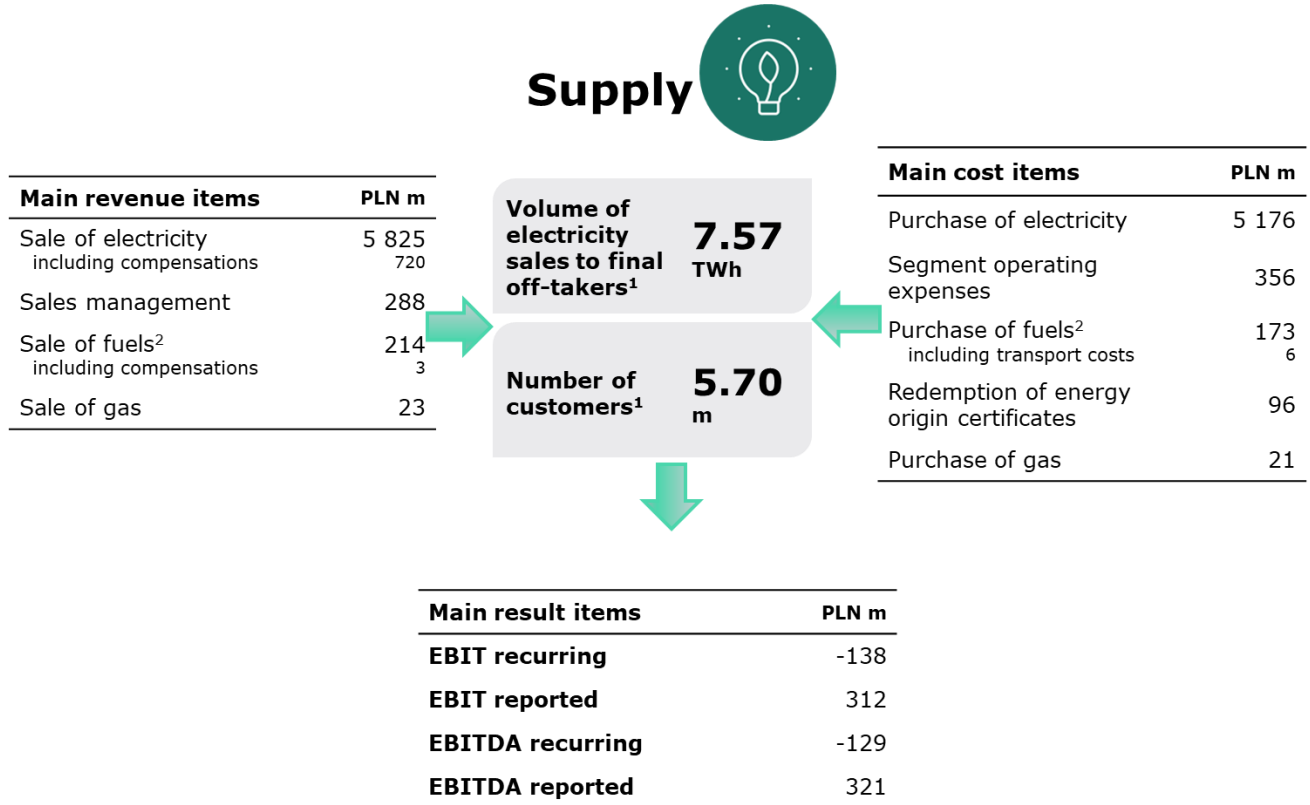 Supply
Main revenue items PLN m
Sale of electricity 5 825
including compensations 720
Sales management 288
Sale of fuels² 214
including compensations 3
Sale of gas 23
Volume of
electricity
sales to final
off-takers¹
7.57
TWh
Number of
customers¹
5.70
m
Main cost items PLN m
Purchase of electricity 5 176
Segment operating
expenses 356
Purchase of fuels² 173
including transport costs 6
Redemption of energy
origin certificates 96
Purchase of gas 21
Main result items PLN m
EBIT recurring -138
EBIT reported 312
EBITDA recurring -129
EBITDA reported 321